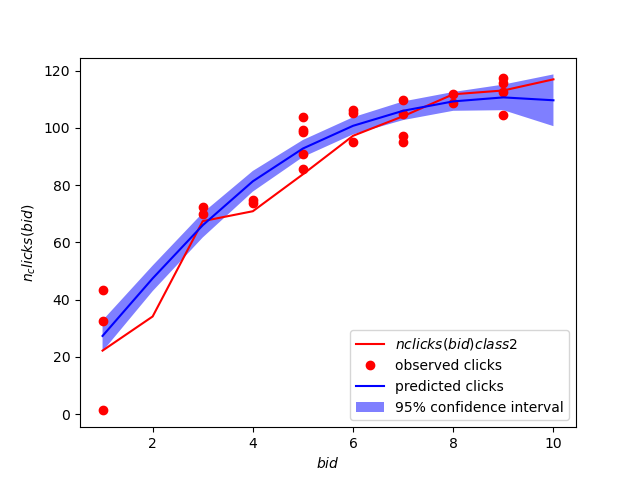 120
100
80
60
40
20
0
n_clicks(bid)
nclicks(bid)class2
observed clicks
predicted clicks
95% confidence interval
2
4
6
8
10
bid